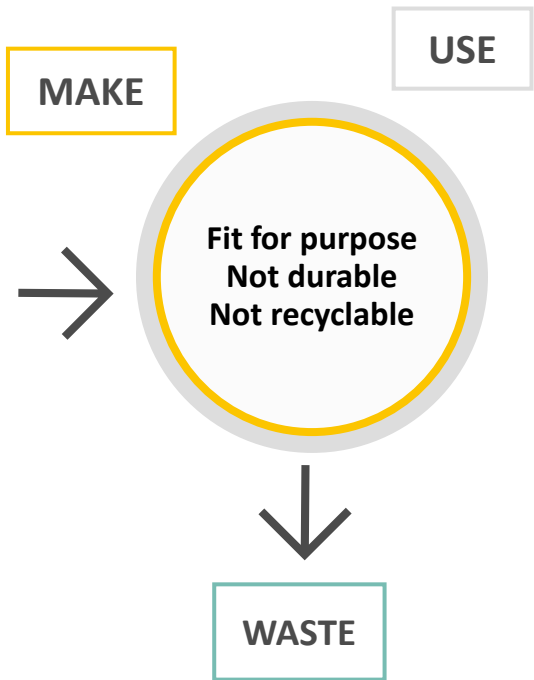 USE
MAKE
Fit for purpose
Not durable
Not recyclable
WASTE